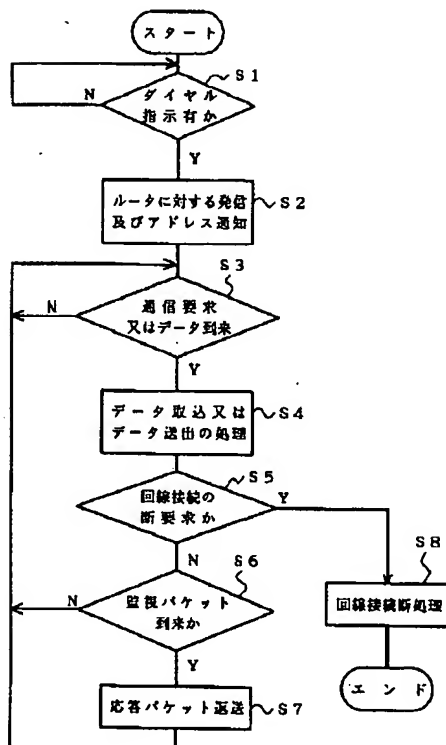 スタート
S1
ダイヤル
指示有か
N
Y
ルータに対する発信
及びアドレス通知
S2
S3
通信要求
又はデータ到来
N
Y
データ取込又は
データ送出の処理
S4
S5
回線接続の
断要求か
Y
N
S6
監視パケット
到来か
N
Y
S8
回線接続断処理
応答パケット返送
S7
エンド